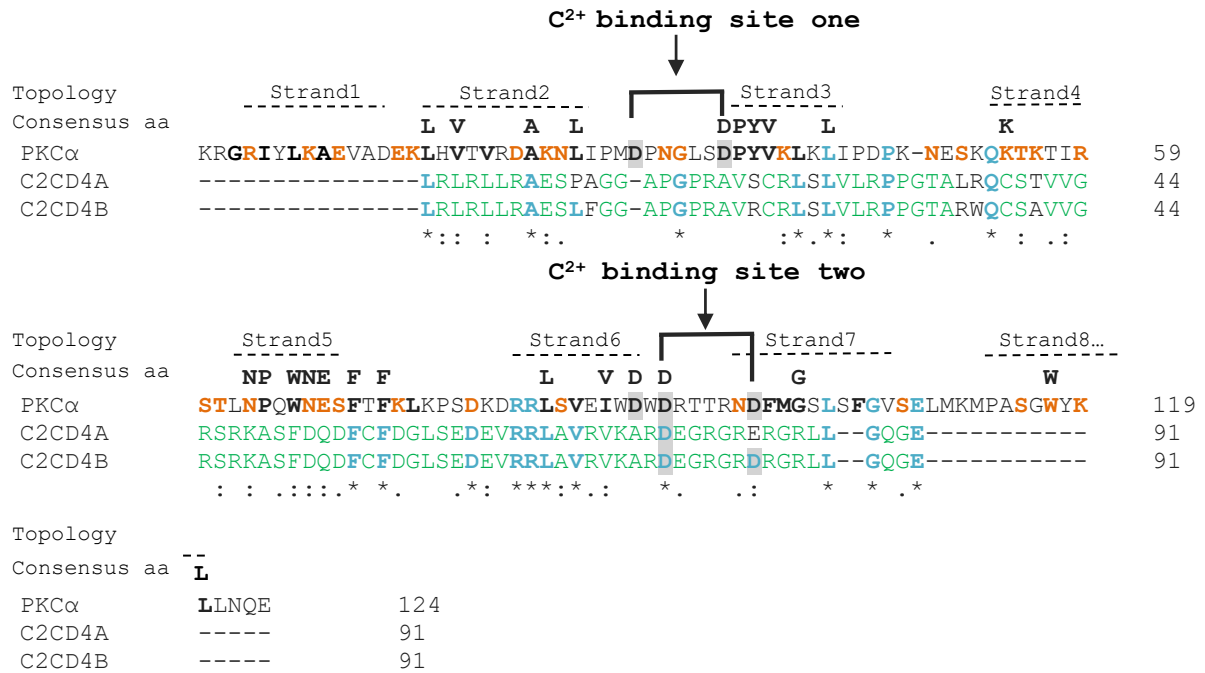 C²⁺ binding site one
Topology Strand1 Strand2 Strand3 Strand4
Consensus aa L V A L DPYV L K
PKCα KRGRIYLKAEVADEKLHVTVRDAKNLIPMDPNGLSDPYVKLKLIPDPK-NESKQKTKTIR 59
C2CD4A ---------------LRLRLLRAESPAGG-APGPRAVSCRLSLVLRPPGTALRQCSTVVG 44
C2CD4B ---------------LRLRLLRAESLFGG-APGPRAVRCRLSLVLRPPGTARWQCSAVVG 44
*:: : *:. * :*.*: * . * : .:
C²⁺ binding site two
Topology Strand5 Strand6 Strand7 Strand8…
Consensus aa NP WNE F F L V D D G W
PKCα STLNPQWNESFTFKLKPSDKDRRLSVEIWDWDRTTRNDFMGSLSFGVSELMKMPASGWYK 119
C2CD4A RSRKASFDQDFCFDGLSEDEVRRLAVRVKARDEGRGRERGRLL--GQGE----------- 91
C2CD4B RSRKASFDQDFCFDGLSEDEVRRLAVRVKARDEGRGRDRGRLL--GQGE----------- 91
: : .:::.* *. .*: ***:*.: *. .: * * .*
Topology
Consensus aa L
PKCα LLNQE 124
C2CD4A ----- 91
C2CD4B ----- 91